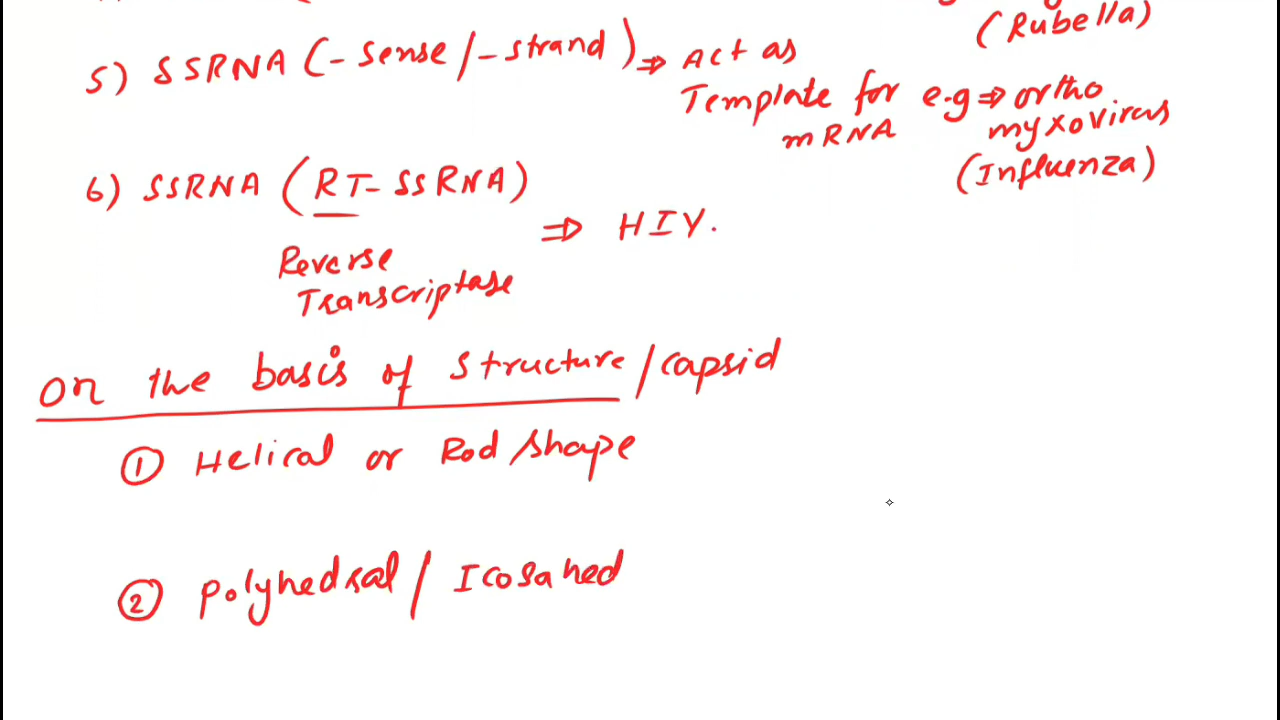 (Rubella)
5) SSRNA (- sense/- strand) ⇒ Act as
Template for e.g ⇒ ortho
mRNA myxovirus
(Influenza)
6) SSRNA (RT- SSRNA)
⇒ HIV.
Reverse
Transcriptase
on the basis of structure/capsid
① Helical or Rod shape
② polyhedral / Icosahed